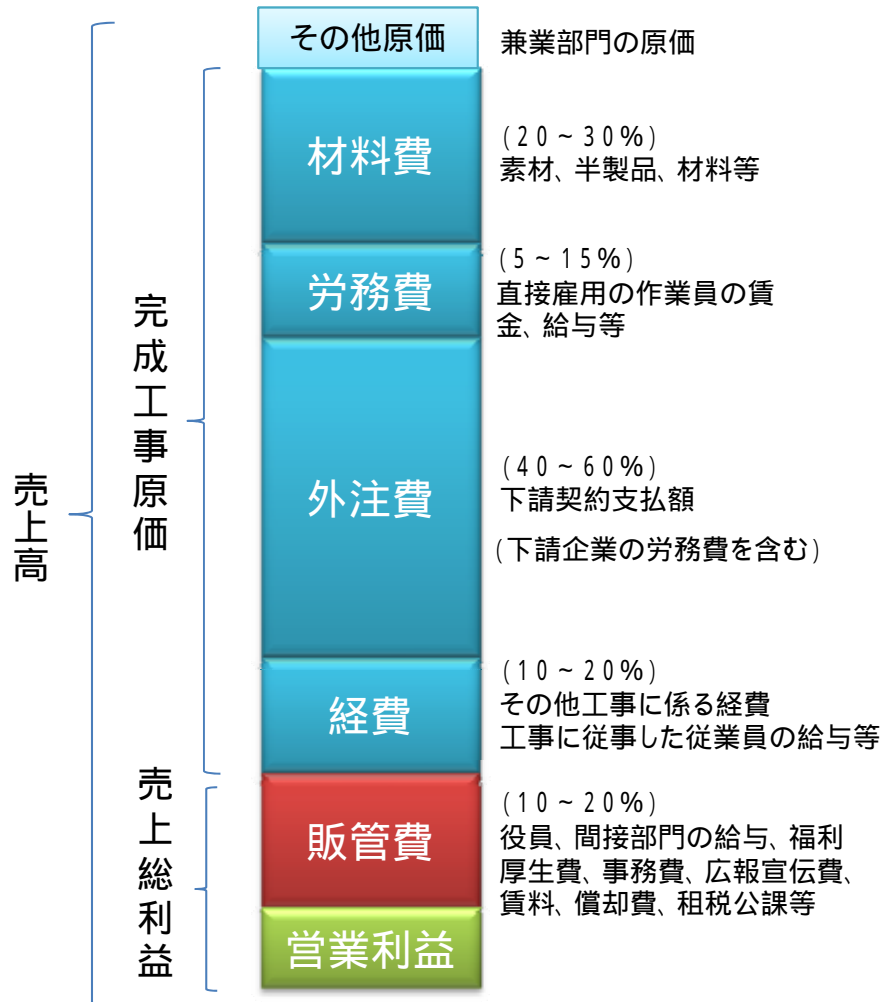 その他原価
兼業部門の原価
材料費
(20~30%)
素材、半製品、材料等
労務費
(5~15%)
直接雇用の作業員の賃
金、給与等
完成工事原価
売上高
外注費
(40~60%)
下請契約支払額
(下請企業の労務費を含む)
経費
(10~20%)
その他工事に係る経費
工事に従事した従業員の給与等
売上総利益
販管費
(10~20%)
役員、間接部門の給与、福利
厚生費、事務費、広報宣伝費、
賃料、償却費、租税公課等
営業利益